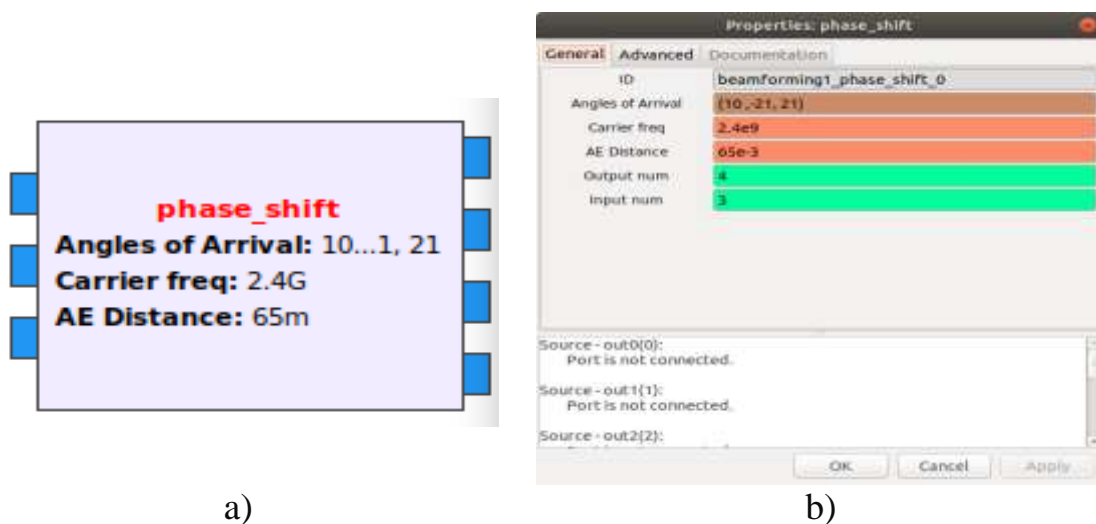 phase_shift
Angles of Arrival: 10...1, 21
Carrier freq: 2.4G
AE Distance: 65m
a)
Properties: phase_shift
General Advanced Documentation
ID beamforming1_phase_shift_0
Angles of Arrival (10,-21, 21)
Carrier freq 2.4e9
AE Distance 65e-3
Output num 4
Input num 3
Source - out0(0):
Port is not connected.
Source - out1(1):
Port is not connected.
Source - out2(2):
OK Cancel Apply
b)